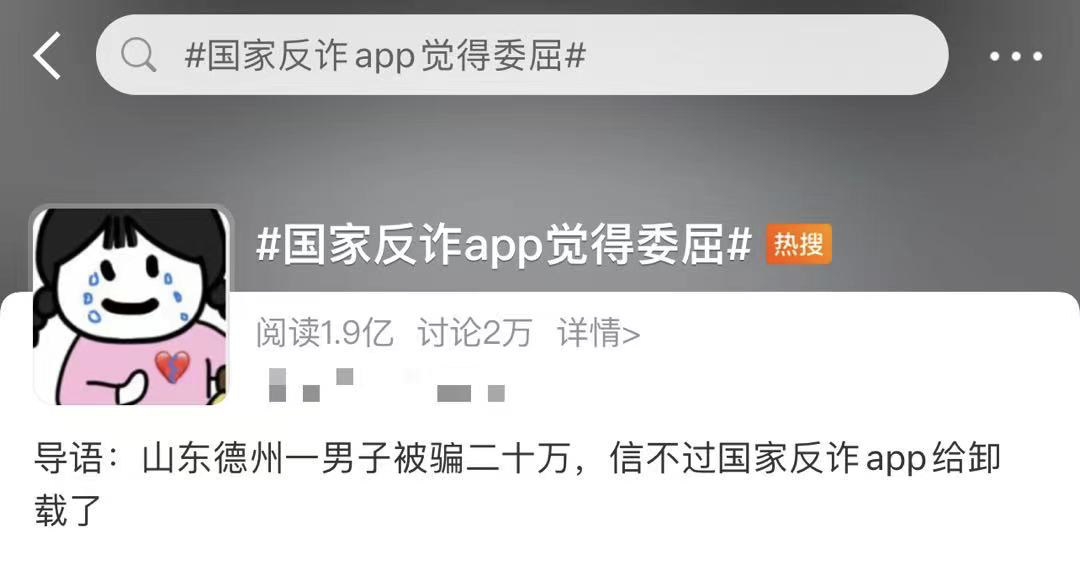 #国家反诈app觉得委屈#
#国家反诈app觉得委屈# 热搜
阅读1.9亿 讨论2万 详情>
导语：山东德州一男子被骗二十万，信不过国家反诈app给卸
载了